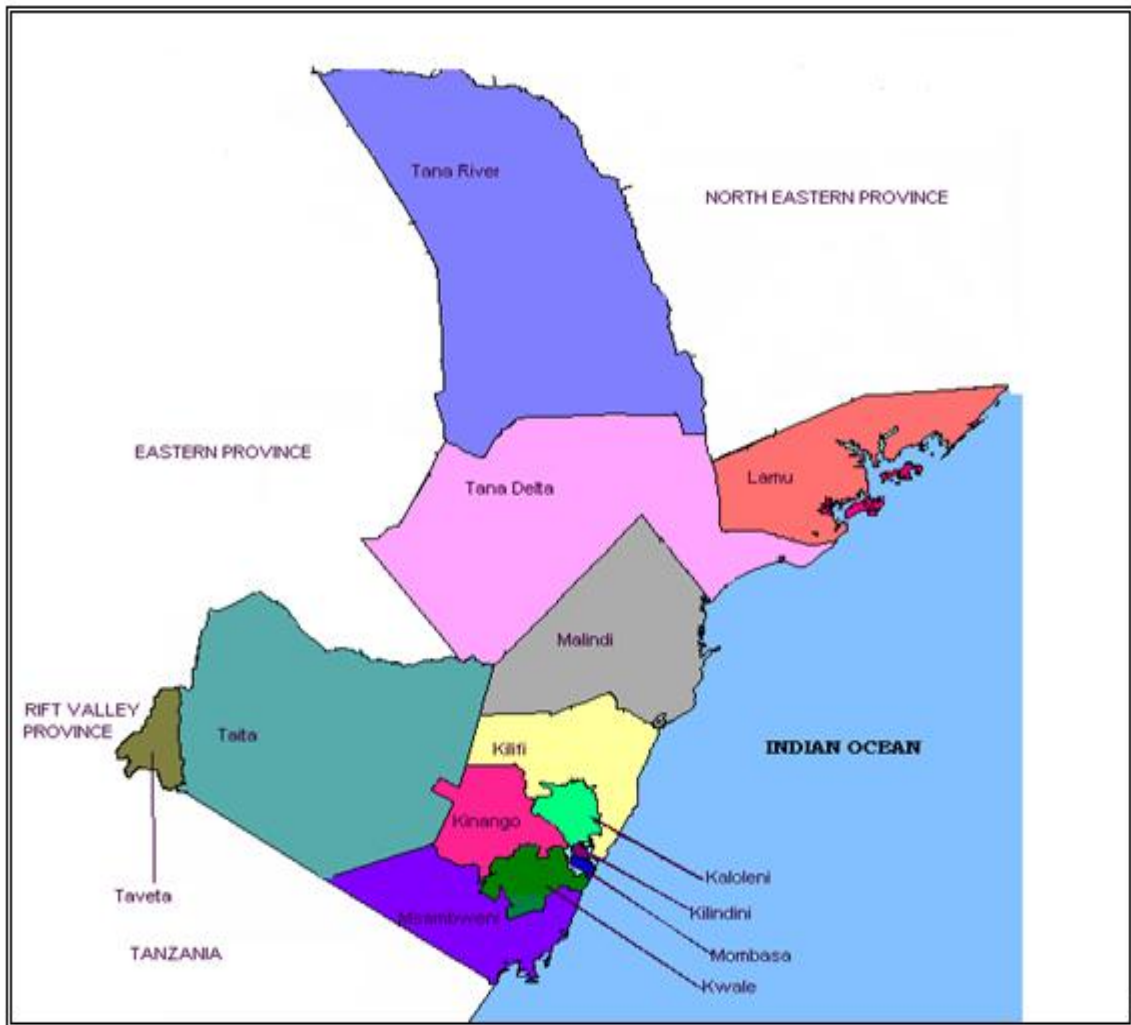 Tana River
NORTH EASTERN PROVINCE
EASTERN PROVINCE
Tana Delta
Lamu
Malindi
RIFT VALLEY
PROVINCE
Taita
Kilifi
INDIAN OCEAN
Kinango
Kaloleni
Taveta
Msambweni
Kilindini
TANZANIA
Mombasa
Kwale